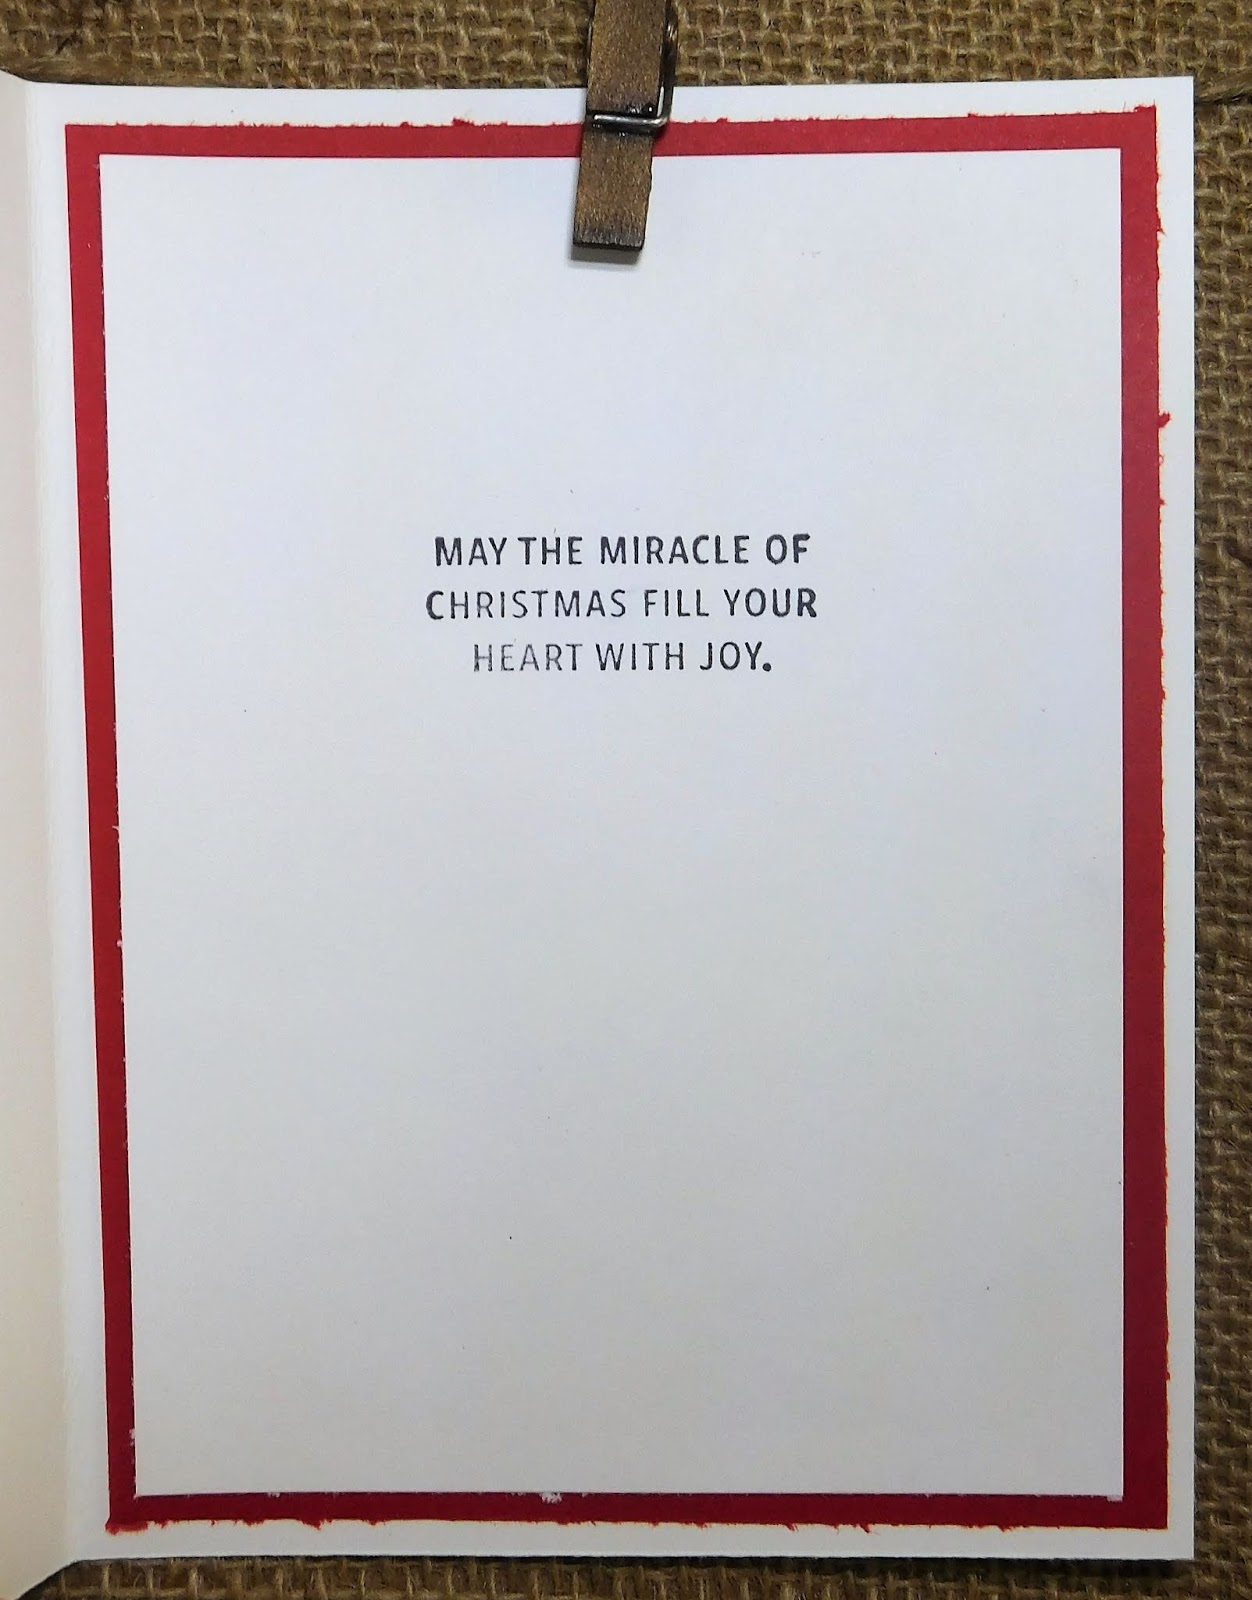 MAY THE MIRACLE OF
CHRISTMAS FILL YOUR
HEART WITH JOY.